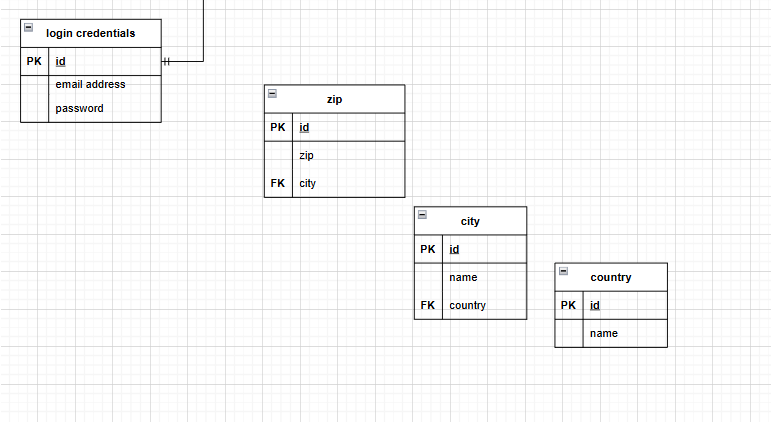 login credentials
PK id
email address
password
zip
PK id
zip
FK city
city
PK id
name
FK country
country
PK id
name